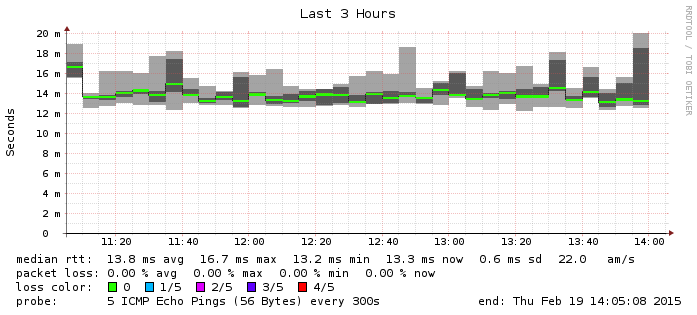 Last 3 Hours
RRDTOOL / TOBI OETIKER
Seconds
20 m
18 m
16 m
14 m
12 m
10 m
8 m
6 m
4 m
2 m
0
11:20 11:40 12:00 12:20 12:40 13:00 13:20 13:40 14:00
median rtt: 13.8 ms avg 16.7 ms max 13.2 ms min 13.3 ms now 0.6 ms sd 22.0 am/s
packet loss: 0.00 % avg 0.00 % max 0.00 % min 0.00 % now
loss color: 0 1/5 2/5 3/5 4/5
probe: 5 ICMP Echo Pings (56 Bytes) every 300s end: Thu Feb 19 14:05:08 2015